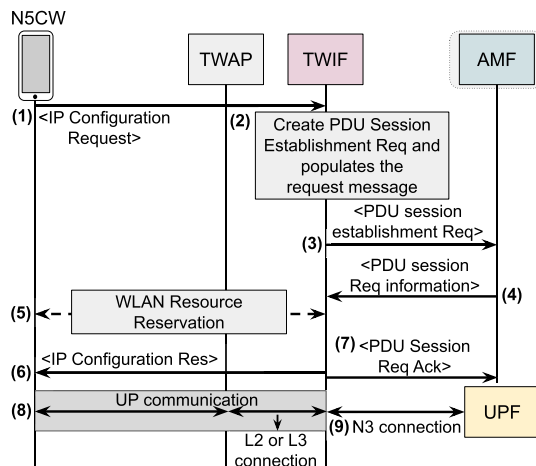 N5CW
TWAP
TWIF
AMF
(1)
<IP Configuration
Request>
(2)
Create PDU Session
Establishment Req and
populates the
request message
<PDU session
establishment Req>
(3)
<PDU session
Req information>
(4)
(5)
WLAN Resource
Reservation
(6)
<IP Configuration Res>
(7)
<PDU Session
Req Ack>
(8)
UP communication
L2 or L3
connection
(9) N3 connection
UPF